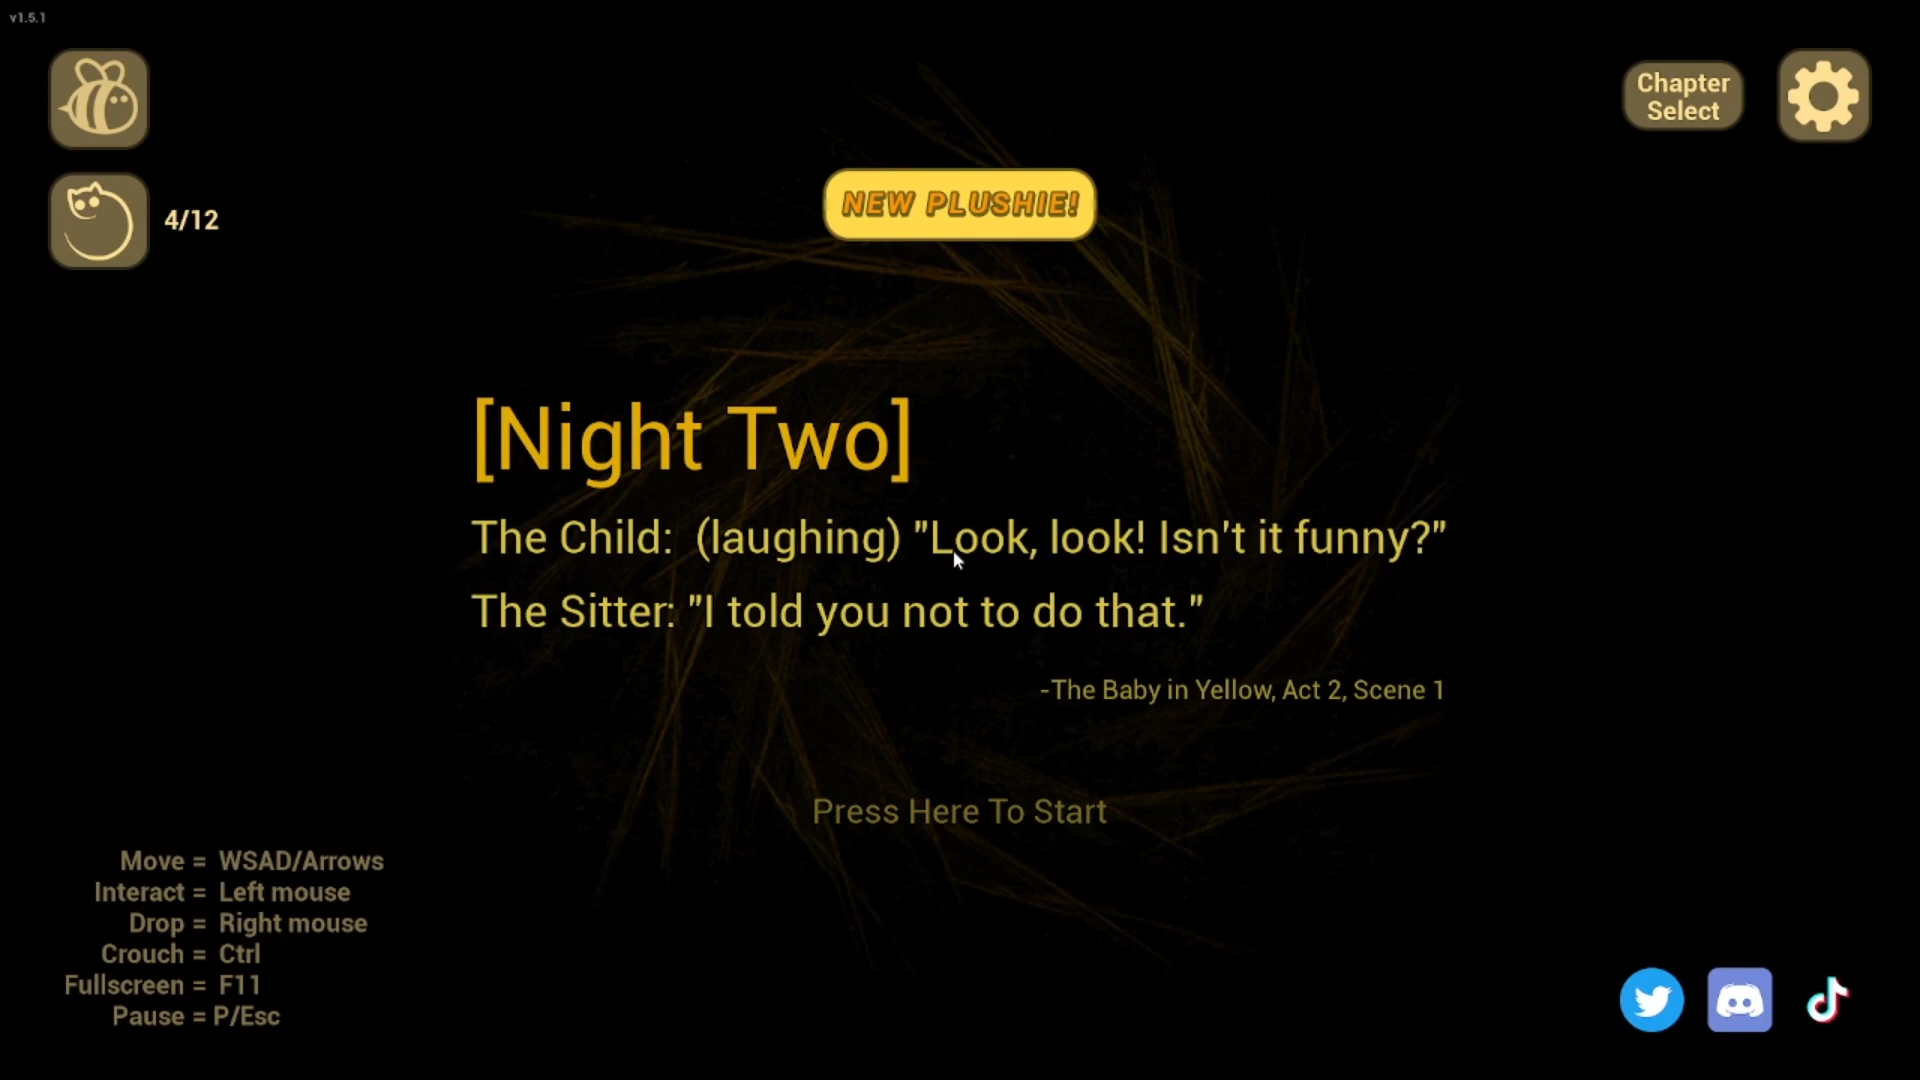 v1.5.1
Chapter
Select
4/12
NEW PLUSHIE!
[Night Two]
The Child:  (laughing) "Look, look! Isn't it funny?"
The Sitter: "I told you not to do that."
-The Baby in Yellow, Act 2, Scene 1
Press Here To Start
Move = WSAD/Arrows
Interact = Left mouse
Drop = Right mouse
Crouch = Ctrl
Fullscreen = F11
Pause = P/Esc